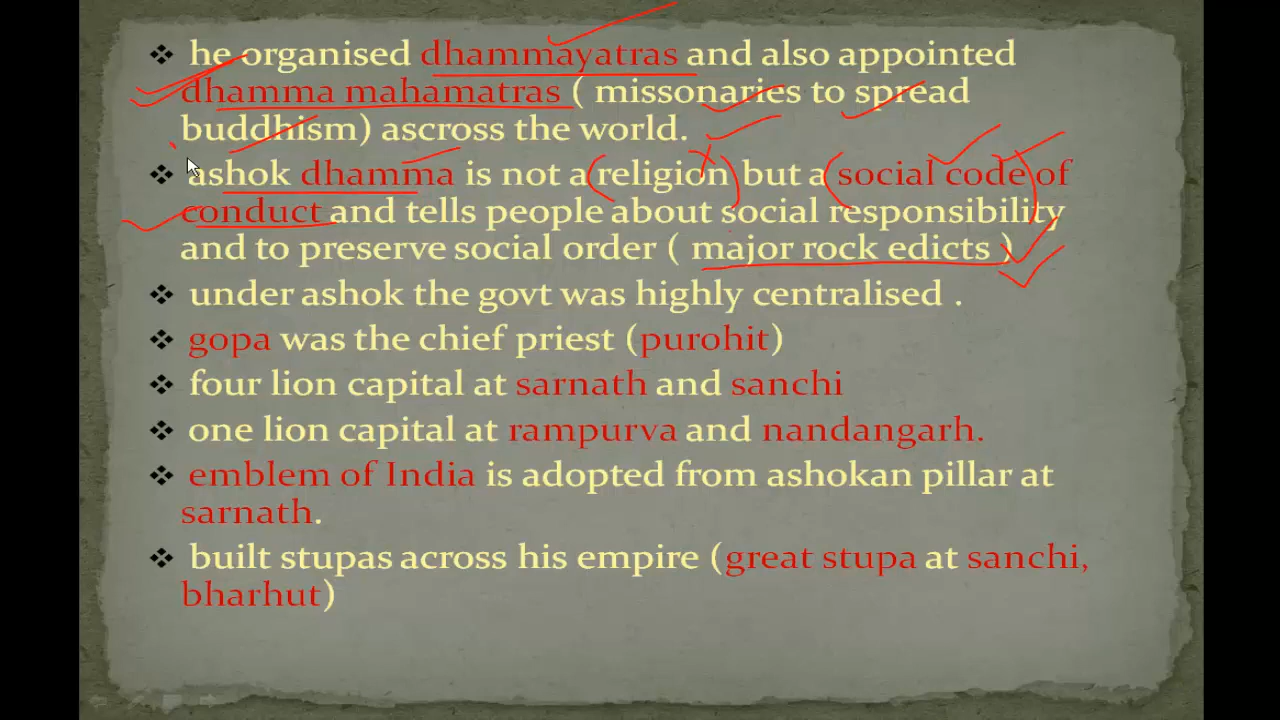 ❖ he organised dhammayatras and also appointed
dhamma mahamatras ( missonaries to spread
buddhism) ascross the world.
❖ ashok dhamma is not a religion but a social code of
conduct and tells people about social responsibility
and to preserve social order ( major rock edicts )
❖ under ashok the govt was highly centralised .
❖ gopa was the chief priest (purohit)
❖ four lion capital at sarnath and sanchi
❖ one lion capital at rampurva and nandangarh.
❖ emblem of India is adopted from ashokan pillar at
sarnath.
❖ built stupas across his empire (great stupa at sanchi,
bharhut)